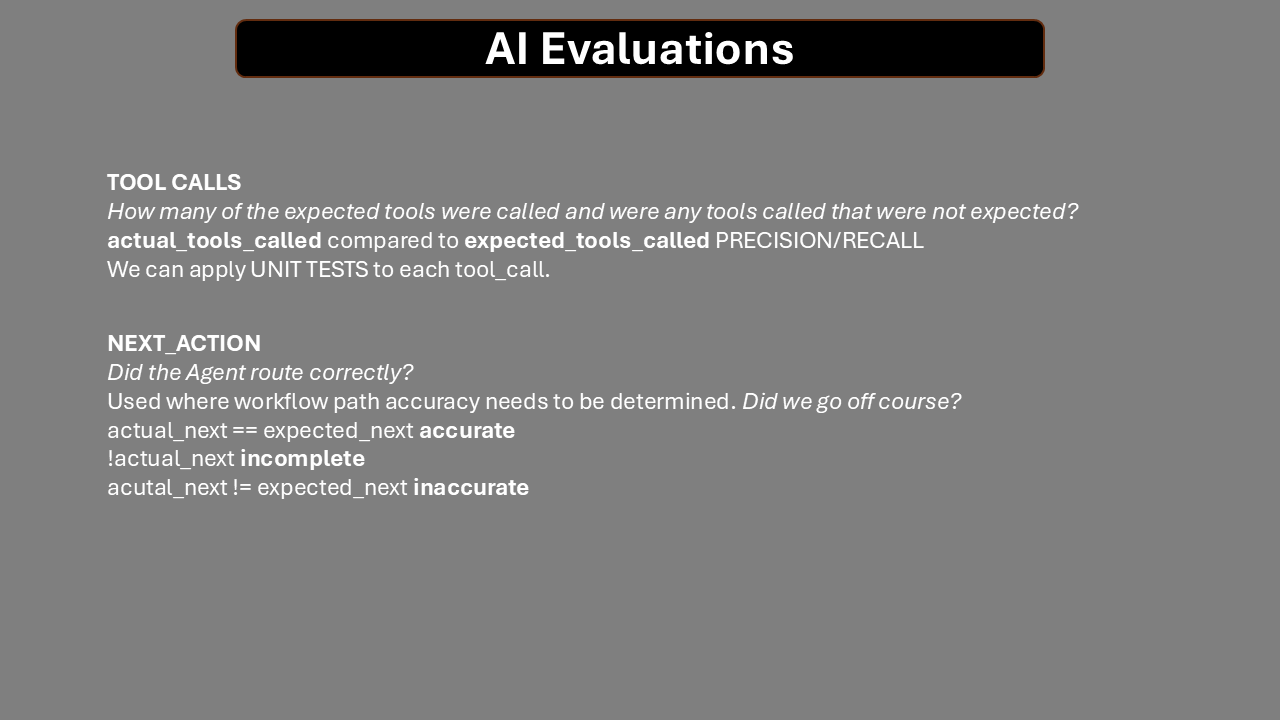 AI Evaluations
TOOL CALLS
How many of the expected tools were called and were any tools called that were not expected?
actual_tools_called compared to expected_tools_called PRECISION/RECALL
We can apply UNIT TESTS to each tool_call.
NEXT_ACTION
Did the Agent route correctly?
Used where workflow path accuracy needs to be determined. Did we go off course?
actual_next == expected_next accurate
!actual_next incomplete
acutal_next != expected_next inaccurate